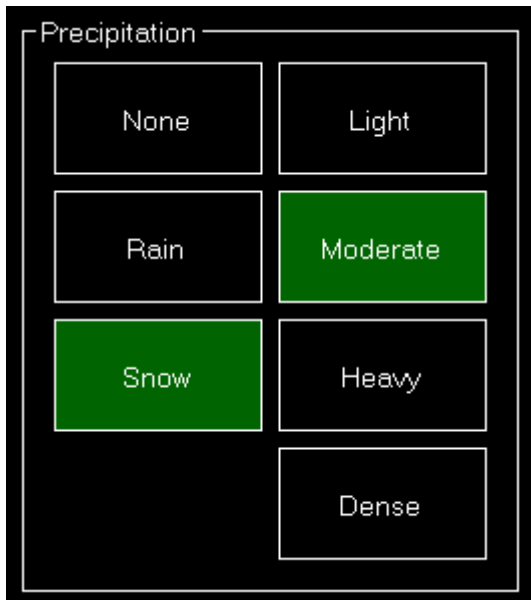 Precipitation
None
Light
Rain
Moderate
Snow
Heavy
Dense